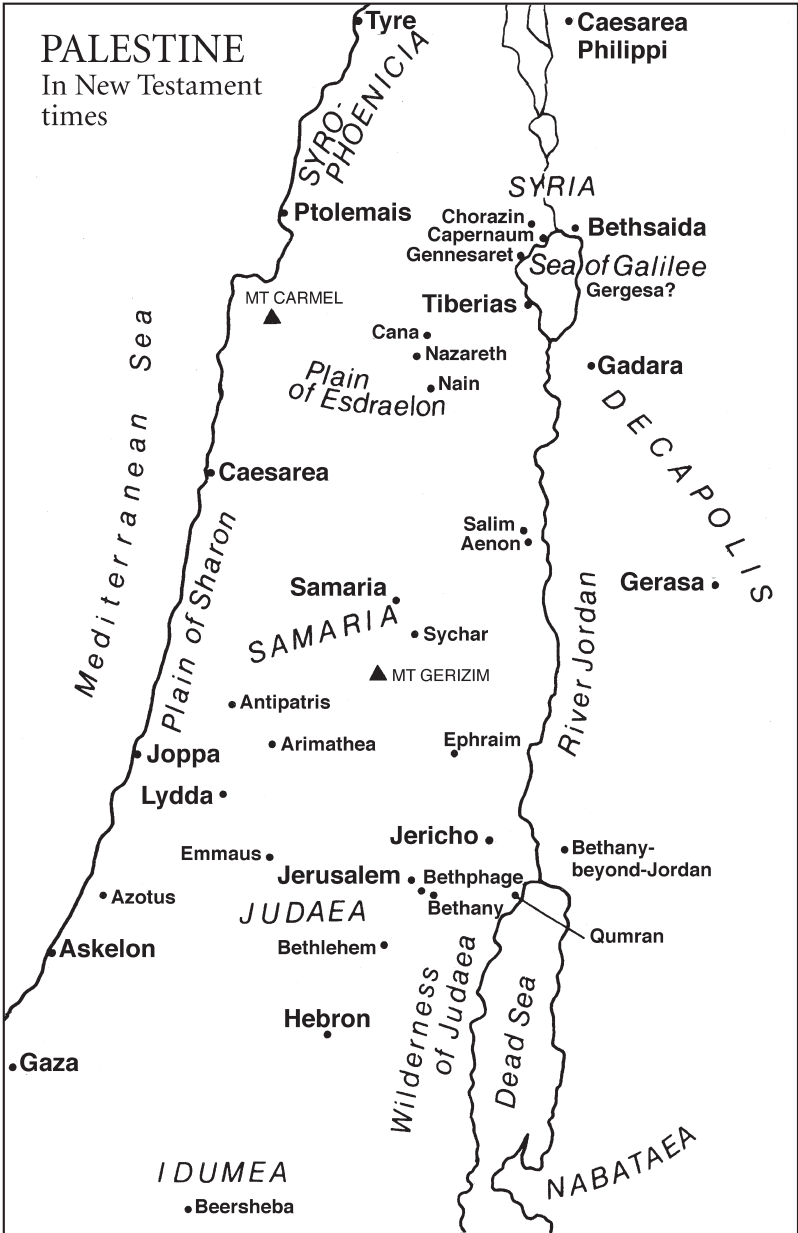 PALESTINE
In New Testament
times
Tyre
Caesarea
Philippi
SYRO-
PHOENICIA
SYRIA
Ptolemais
Chorazin
Capernaum
Bethsaida
Gennesaret
Sea of Galilee
Gergesa?
MT CARMEL
Tiberias
Cana
Nazareth
Nain
Plain
of Esdraelon
Gadara
DECAPOLIS
Mediterranean Sea
Caesarea
Plain of Sharon
Salim
Aenon
Gerasa
Samaria
SAMARIA
Sychar
MT GERIZIM
River Jordan
Antipatris
Arimathea
Ephraim
Joppa
Lydda
Jericho
Bethany-
beyond-Jordan
Emmaus
Jerusalem
Bethphage
Bethany
Azotus
JUDAEA
Qumran
Askelon
Bethlehem
Wilderness
of Judaea
Dead Sea
Hebron
Gaza
IDUMEA
Beersheba
NABATAEA